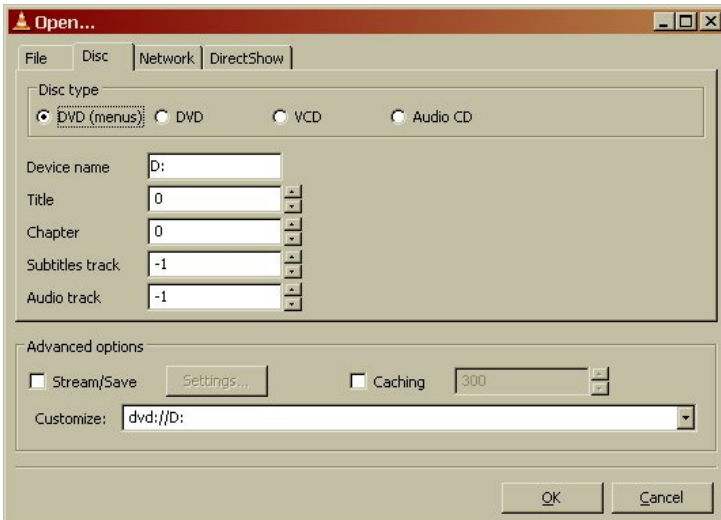 Open...
File Disc Network DirectShow
Disc type
DVD (menus) DVD VCD Audio CD
Device name D:
Title 0
Chapter 0
Subtitles track -1
Audio track -1
Advanced options
Stream/Save Settings... Caching 300
Customize: dvd://D:
OK Cancel